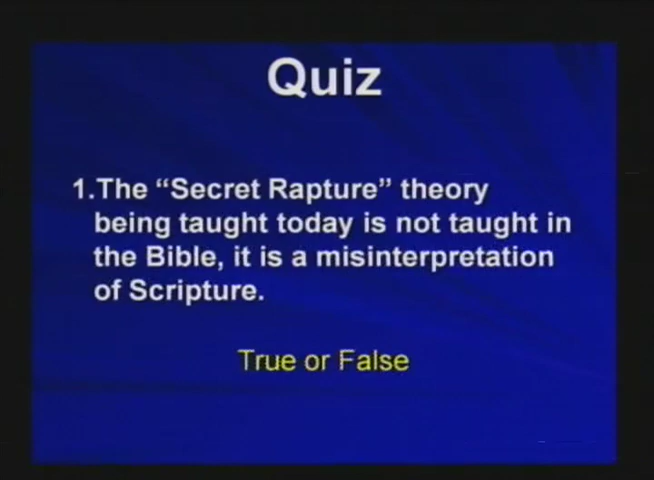 Quiz
1.The “Secret Rapture” theory
being taught today is not taught in
the Bible, it is a misinterpretation
of Scripture.
True or False